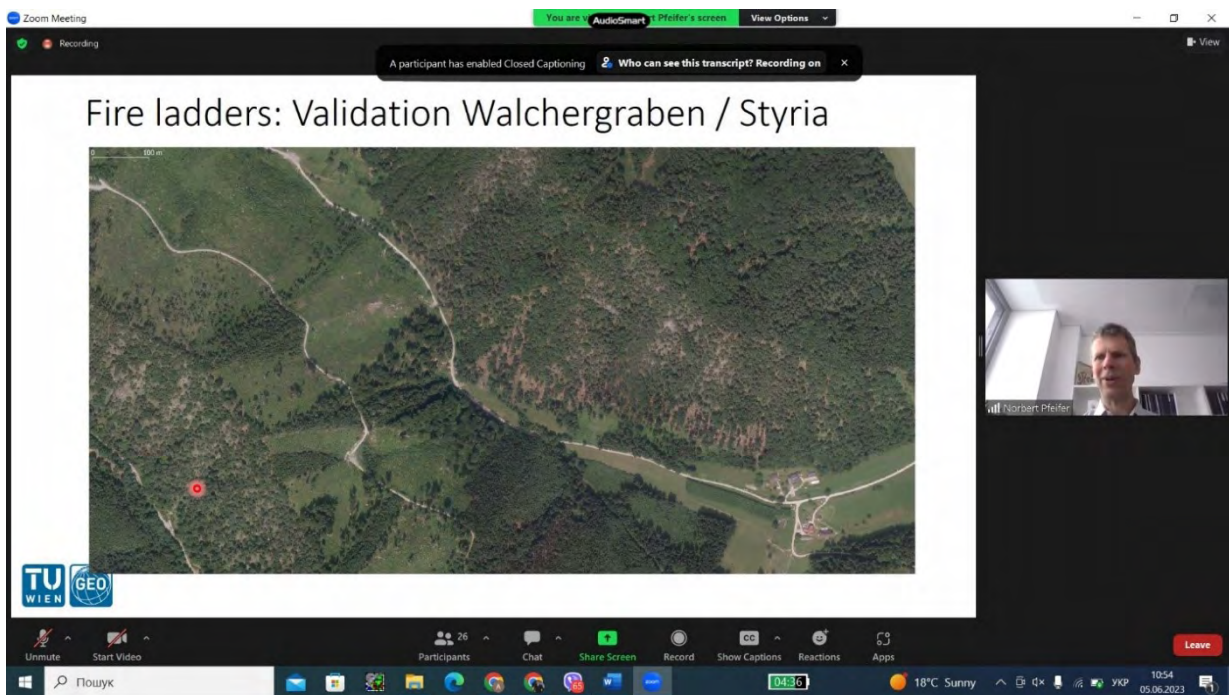 Zoom Meeting
You are v
AudioSmart
t Pfeifer's screen
View Options
Recording
View
A participant has enabled Closed Captioning
Who can see this transcript? Recording on
Fire ladders: Validation Walchergraben / Styria
0 100 m
Norbert Pfeifer
TU
WIEN
GEO
26
Unmute
Start Video
Participants
Chat
Share Screen
Record
CC
Show Captions
Reactions
Apps
Leave
Пошук
65
04:36
18°C Sunny
УКР
10:54
05.06.2023